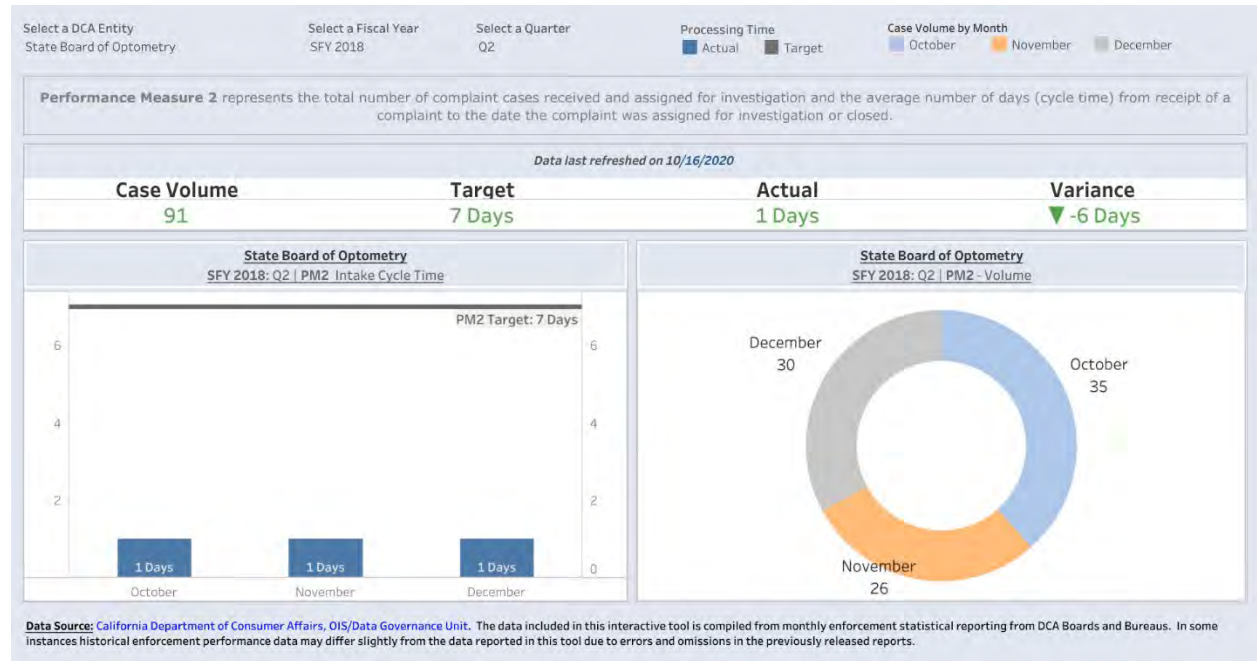 Select a DCA Entity
State Board of Optometry
Select a Fiscal Year
SFY 2018
Select a Quarter
Q2
Processing Time
Actual Target
Case Volume by Month
October November December
Performance Measure 2 represents the total number of complaint cases received and assigned for investigation and the average number of days (cycle time) from receipt of a
complaint to the date the complaint was assigned for investigation or closed.
Data last refreshed on 10/16/2020
Case Volume Target Actual Variance
91 7 Days 1 Days ▼ -6 Days
State Board of Optometry
SFY 2018: Q2 | PM2 Intake Cycle Time
PM2 Target: 7 Days
6 6
4 4
2 2
0
1 Days 1 Days 1 Days
October November December
State Board of Optometry
SFY 2018: Q2 | PM2 - Volume
December
30
October
35
November
26
Data Source: California Department of Consumer Affairs, OIS/Data Governance Unit. The data included in this interactive tool is compiled from monthly enforcement statistical reporting from DCA Boards and Bureaus. In some
instances historical enforcement performance data may differ slightly from the data reported in this tool due to errors and omissions in the previously released reports.